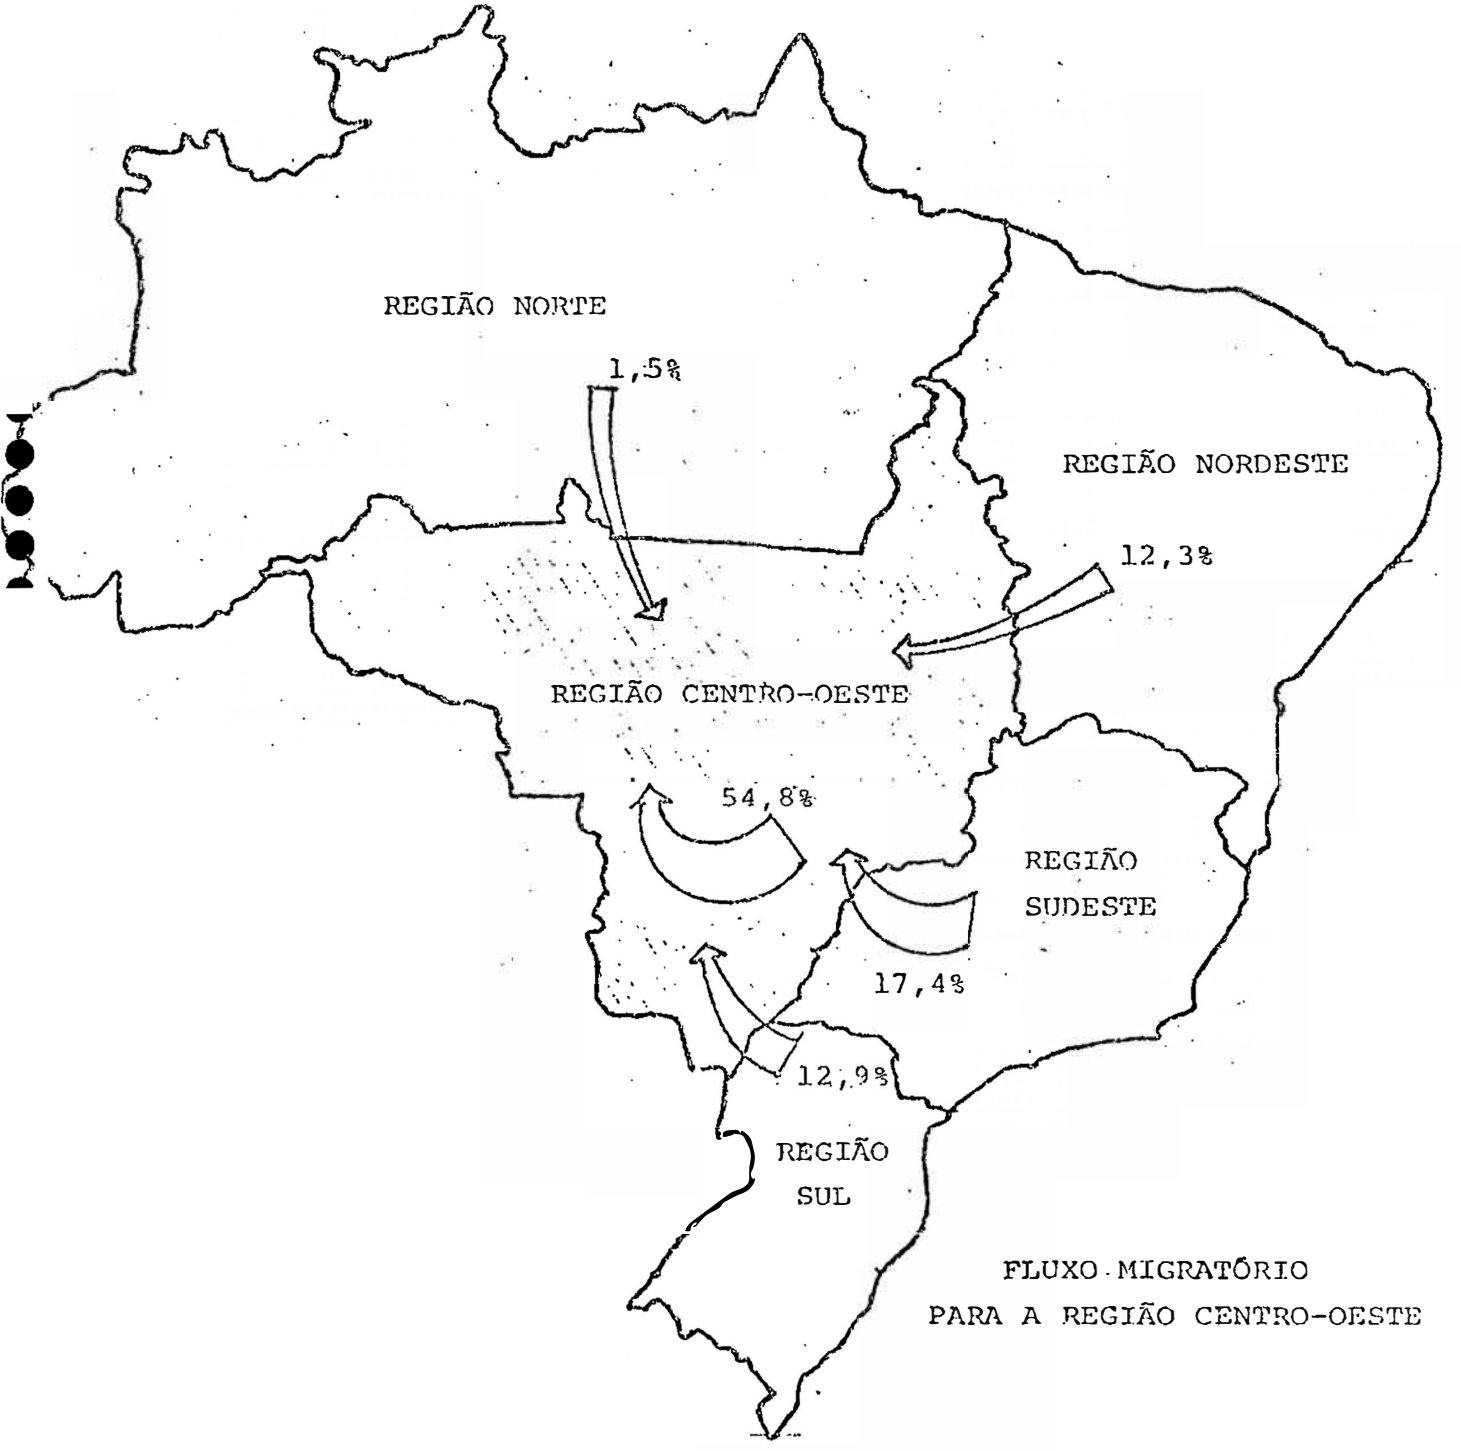 REGIÃO NORTE
1,5%
REGIÃO NORDESTE
12,3%
REGIÃO CENTRO-OESTE
54,8%
REGIÃO
SUDESTE
17,4%
12,9%
REGIÃO
SUL
FLUXO MIGRATÓRIO
PARA A REGIÃO CENTRO-OESTE